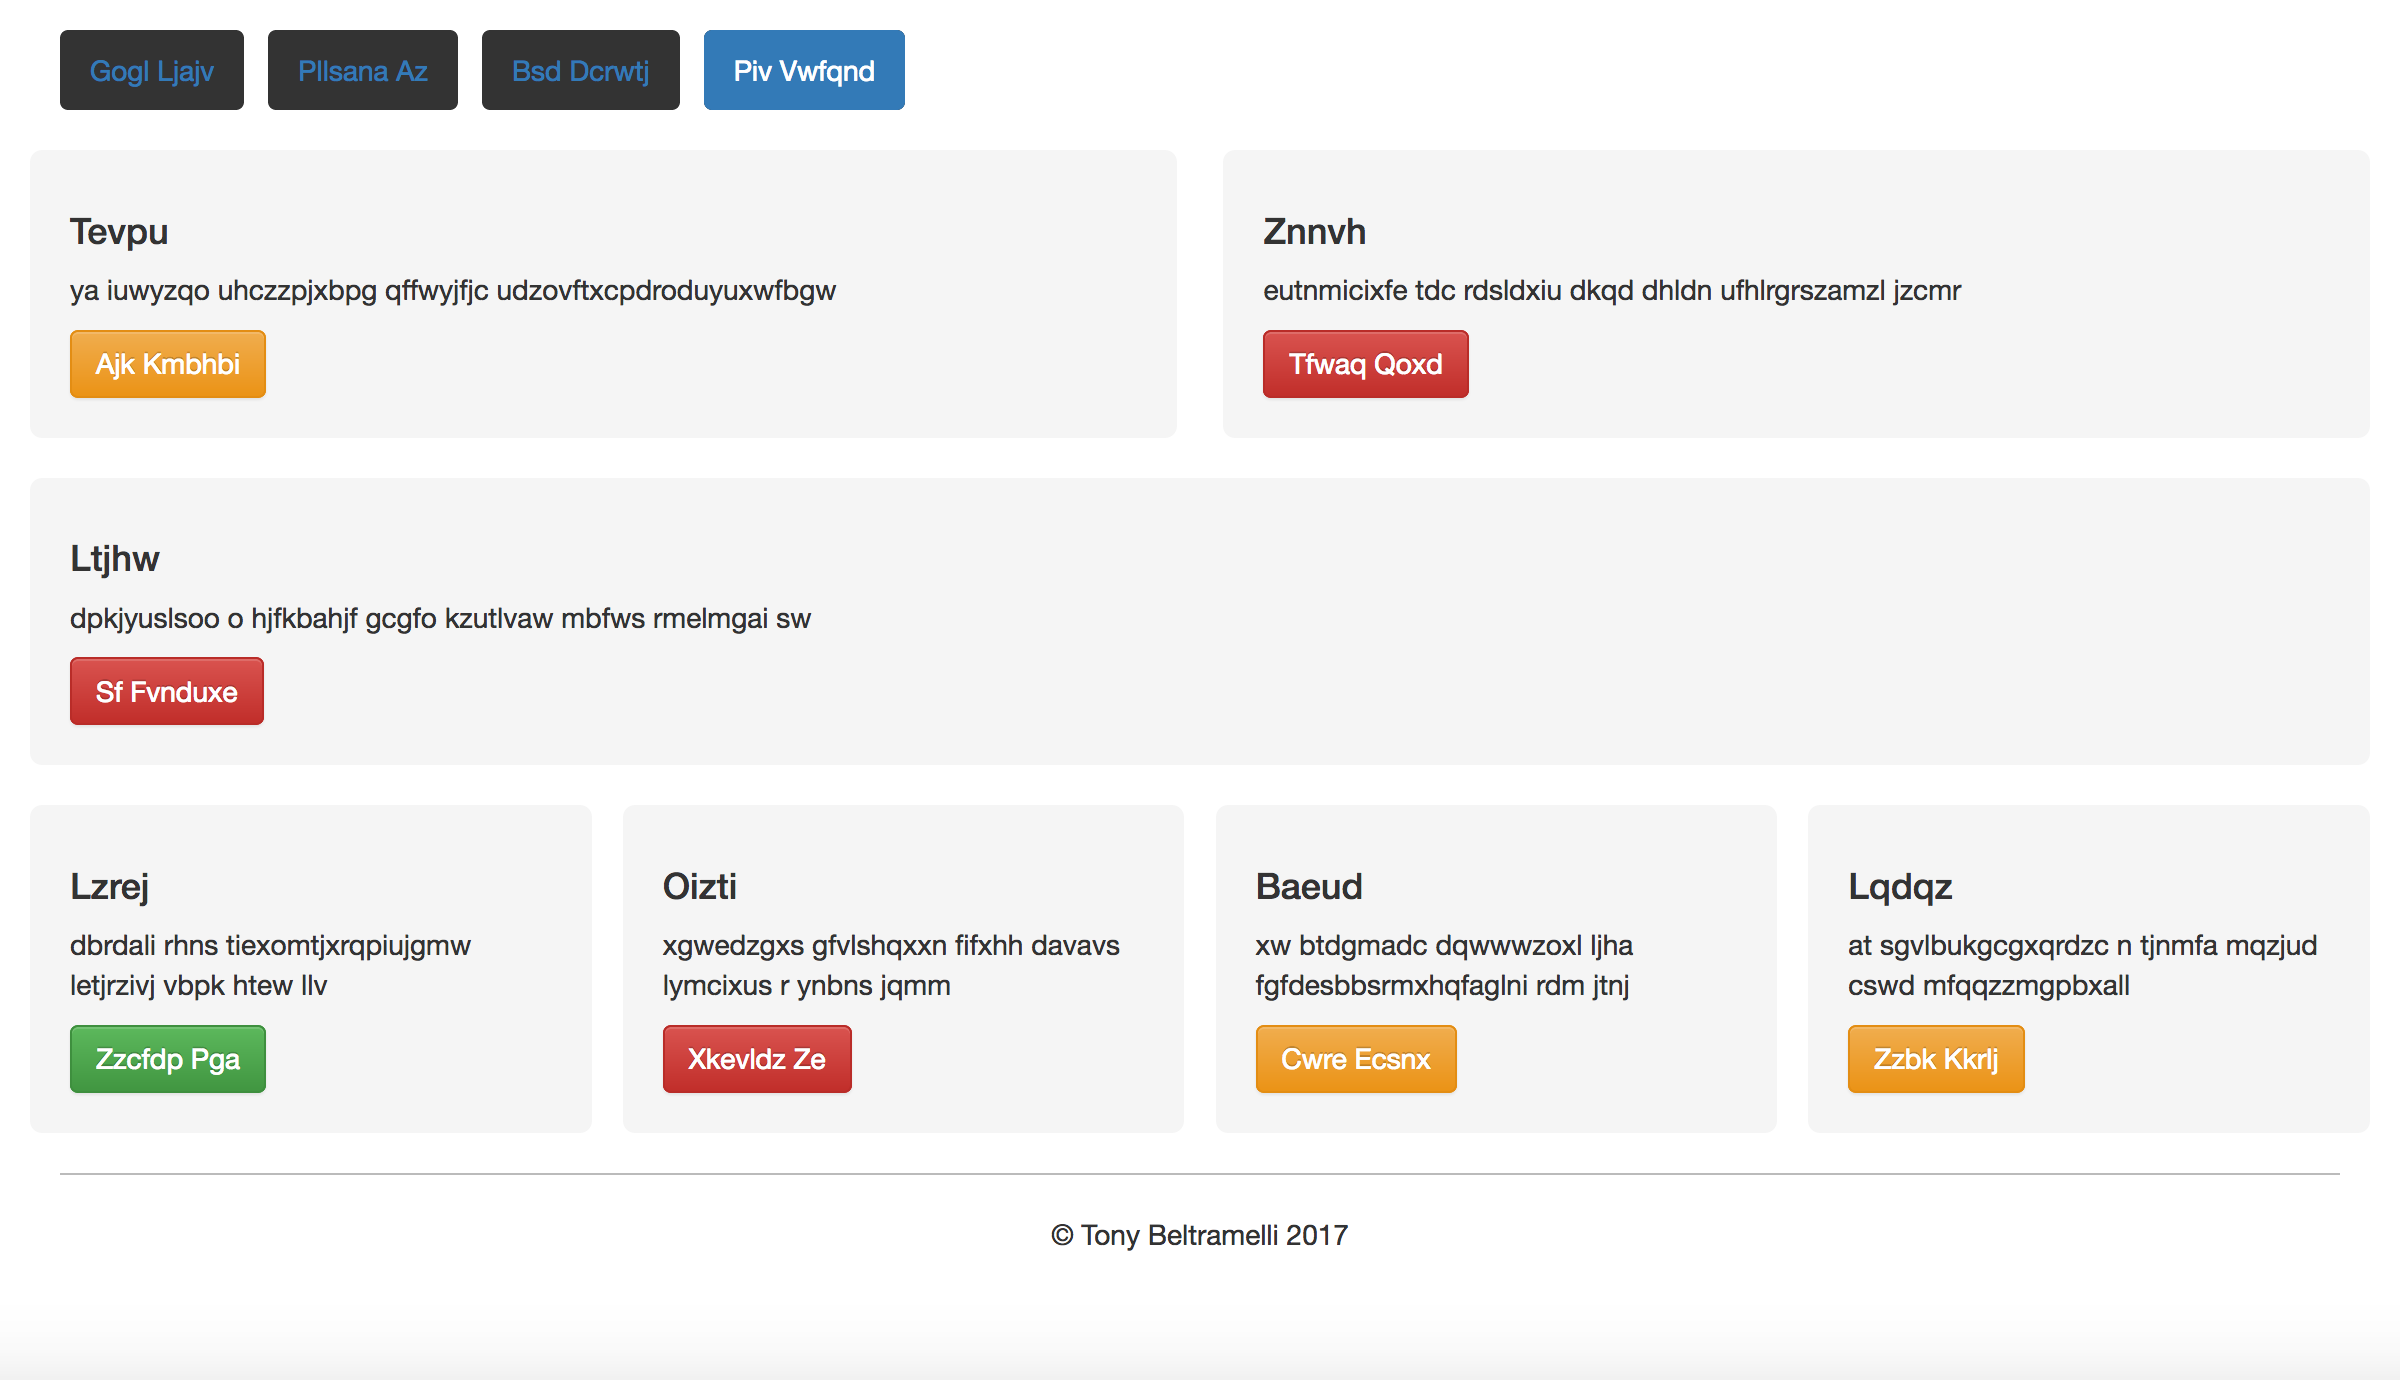 Gogl Ljajv
Pllsana Az
Bsd Dcrwtj
Piv Vwfqnd
Tevpu
ya iuwyzqo uhczzpjxbpg qffwyjfjc udzovftxcpdroduyuxwfbgw
Ajk Kmbhbi
Znnvh
eutnmicixfe tdc rdsldxiu dkqd dhldn ufhlrgrszamzl jzcmr
Tfwaq Qoxd
Ltjhw
dpkjyuslsoo o hjfkbahjf gcgfo kzutlvaw mbfws rmelmgai sw
Sf Fvnduxe
Lzrej
dbrdali rhns tiexomtjxrqpiujgmw
letjrzivj vbpk htew llv
Zzcfdp Pga
Oizti
xgwedzgxs gfvlshqxxn fifxhh davavs
lymcixus r ynbns jqmm
Xkevldz Ze
Baeud
xw btdgmadc dqwwwzoxl ljha
fgfdesbbsrmxhqfaglni rdm jtnj
Cwre Ecsnx
Lqdqz
at sgvlbukgcgxqrdzc n tjnmfa mqzjud
cswd mfqqzzmgpbxall
Zzbk Kkrlj
© Tony Beltramelli 2017